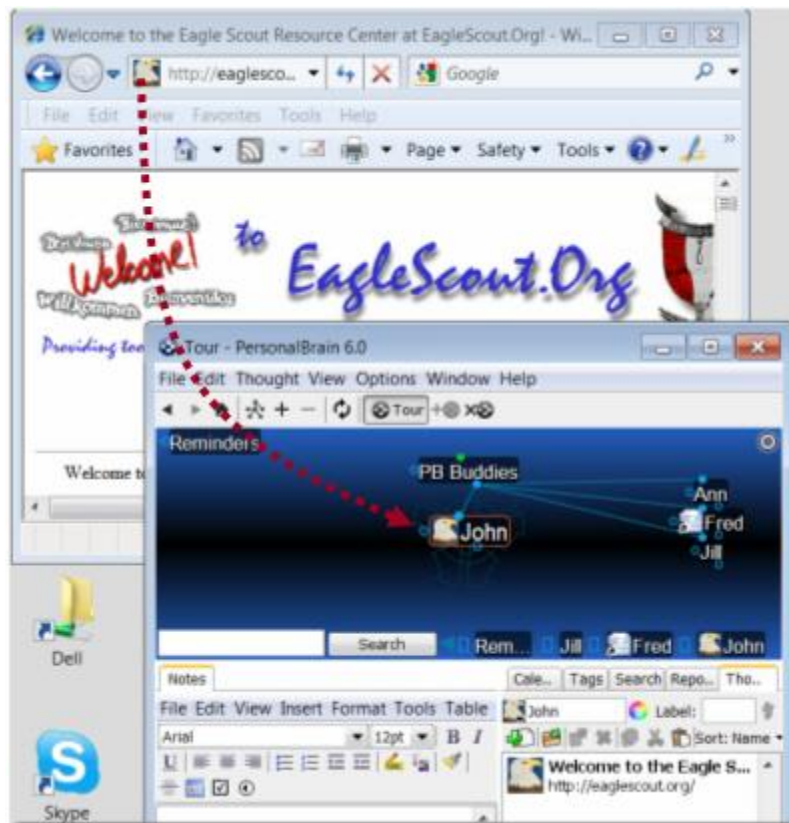 Welcome to the Eagle Scout Resource Center at EagleScout.Org! - Wi...
http://eaglesco... Google
File Edit View Favorites Tools Help
Favorites Page Safety Tools
Welcome!
Willkommen
to
EagleScout.Org
Providing too
Welcome to
Tour - PersonalBrain 6.0
File Edit Thought View Options Window Help
Tour
Reminders
PB Buddies
Ann
John
Fred
Jill
Search Rem... Jill Fred John
Notes
Cale.. Tags Search Repo.. Tho..
File Edit View Insert Format Tools Table
John Label:
Arial 12pt B I
Sort: Name
U
Welcome to the Eagle S...
http://eaglescout.org/
Dell
Skype